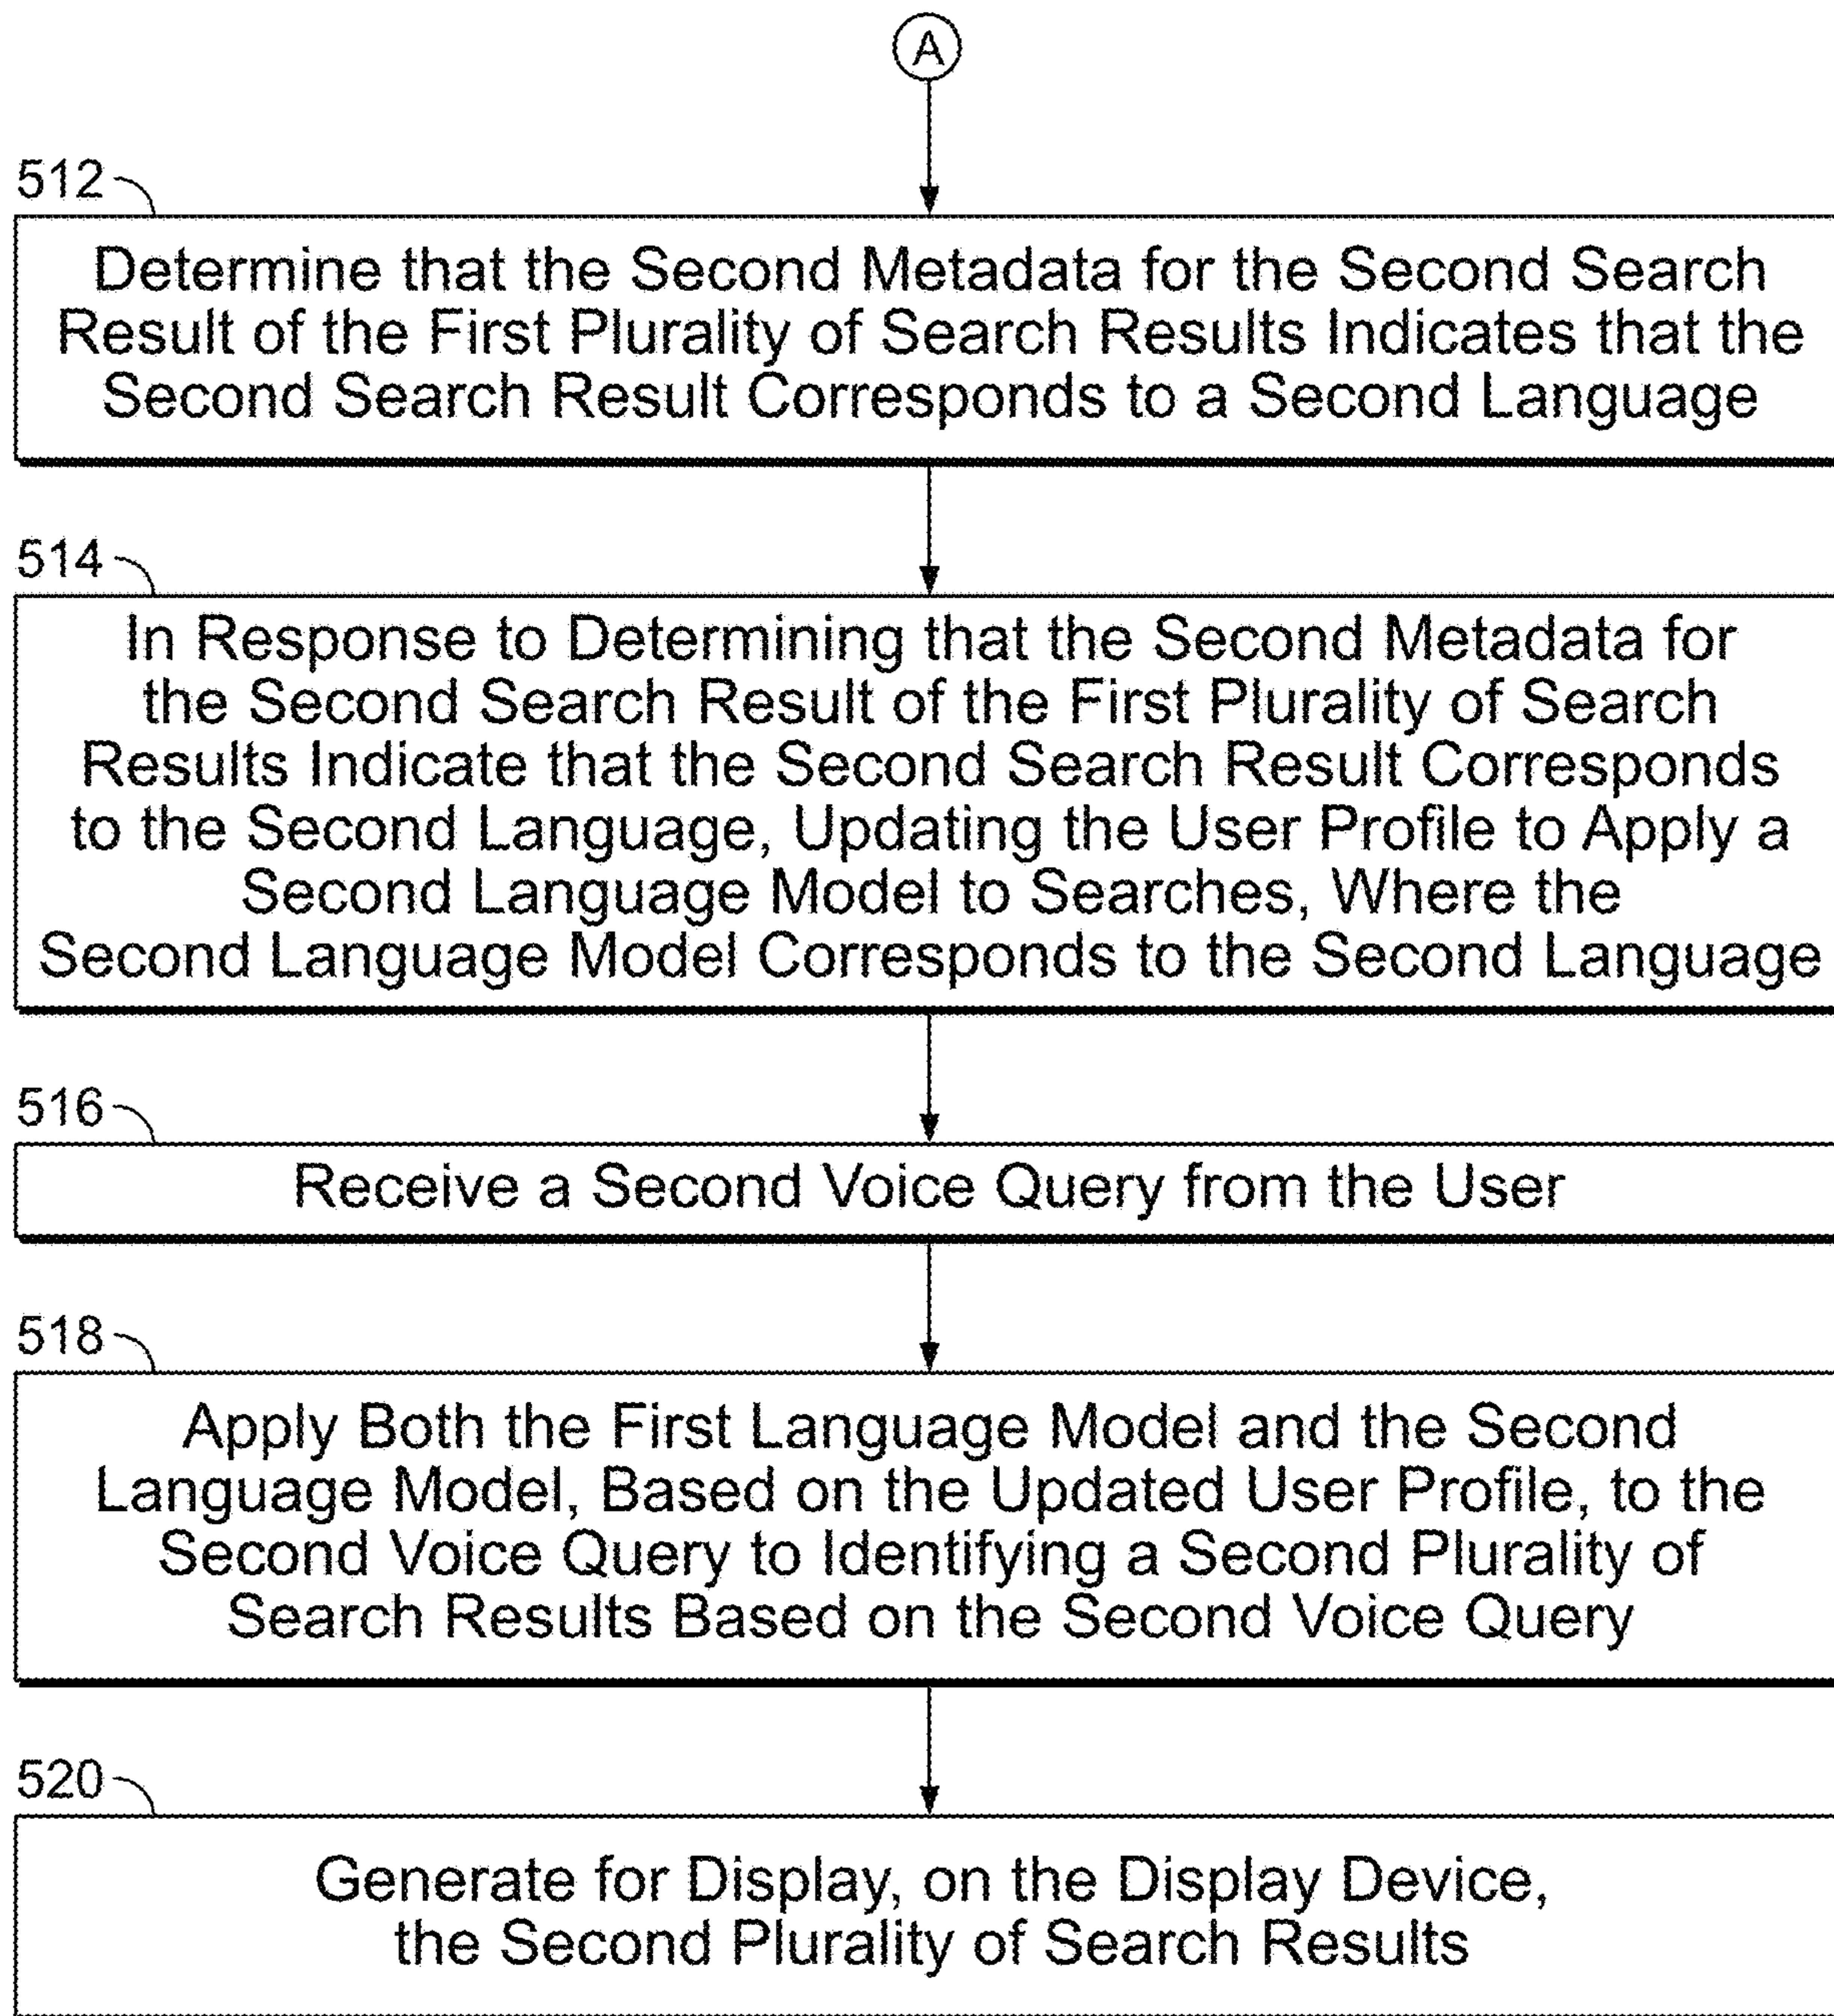 A
512
Determine that the Second Metadata for the Second Search
Result of the First Plurality of Search Results Indicates that the
Second Search Result Corresponds to a Second Language
514
In Response to Determining that the Second Metadata for
the Second Search Result of the First Plurality of Search
Results Indicate that the Second Search Result Corresponds
to the Second Language, Updating the User Profile to Apply a
Second Language Model to Searches, Where the
Second Language Model Corresponds to the Second Language
516
Receive a Second Voice Query from the User
518
Apply Both the First Language Model and the Second
Language Model, Based on the Updated User Profile, to the
Second Voice Query to Identifying a Second Plurality of
Search Results Based on the Second Voice Query
520
Generate for Display, on the Display Device,
the Second Plurality of Search Results